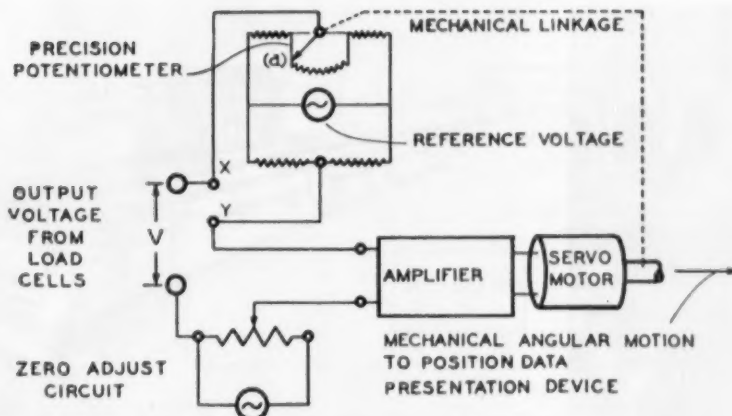 PRECISION
POTENTIOMETER
(a)
MECHANICAL LINKAGE
REFERENCE VOLTAGE
X
Y
OUTPUT
VOLTAGE
FROM
LOAD
CELLS
V
AMPLIFIER
SERVO
MOTOR
ZERO ADJUST
CIRCUIT
MECHANICAL ANGULAR MOTION
TO POSITION DATA
PRESENTATION DEVICE